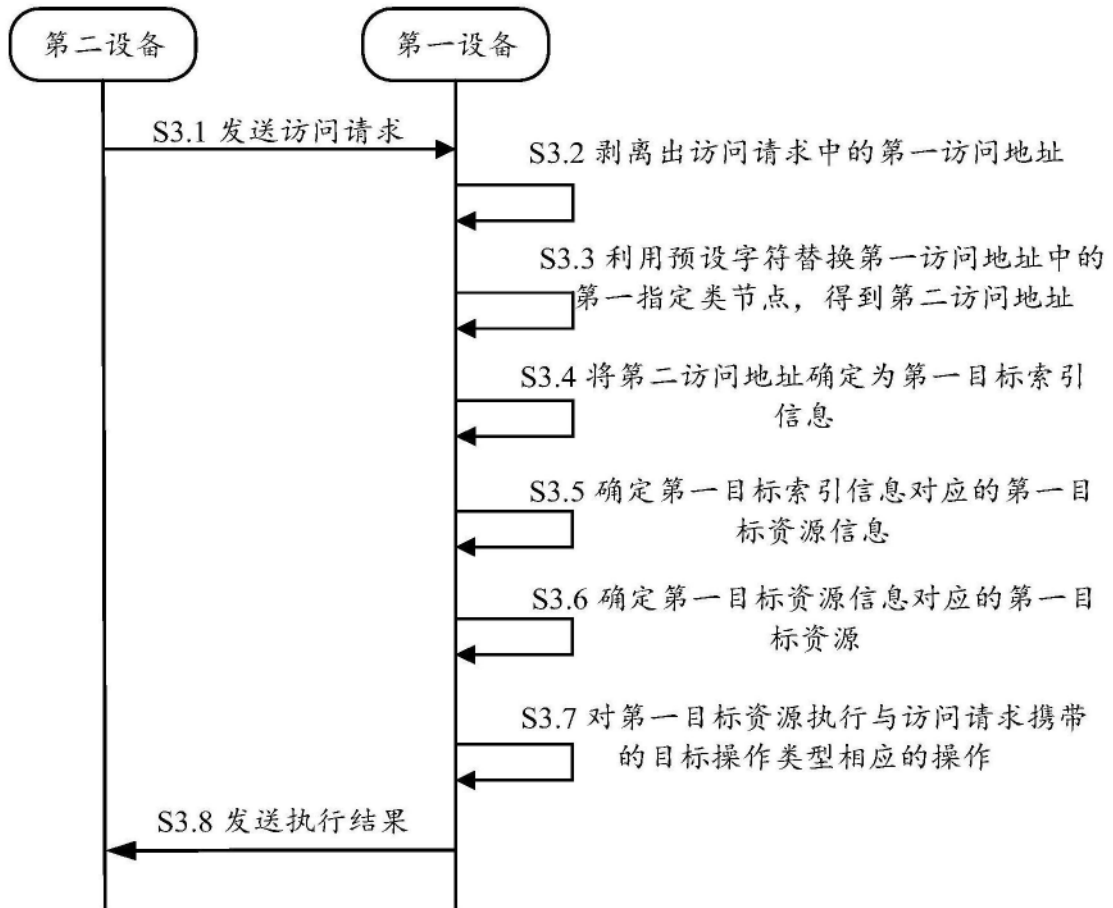 第二设备
第一设备
S3.1 发送访问请求
S3.2 剥离出访问请求中的第一访问地址
S3.3 利用预设字符替换第一访问地址中的
第一指定类节点，得到第二访问地址
S3.4 将第二访问地址确定为第一目标索引
信息
S3.5 确定第一目标索引信息对应的第一目
标资源信息
S3.6 确定第一目标资源信息对应的第一目
标资源
S3.7 对第一目标资源执行与访问请求携带
的目标操作类型相应的操作
S3.8 发送执行结果